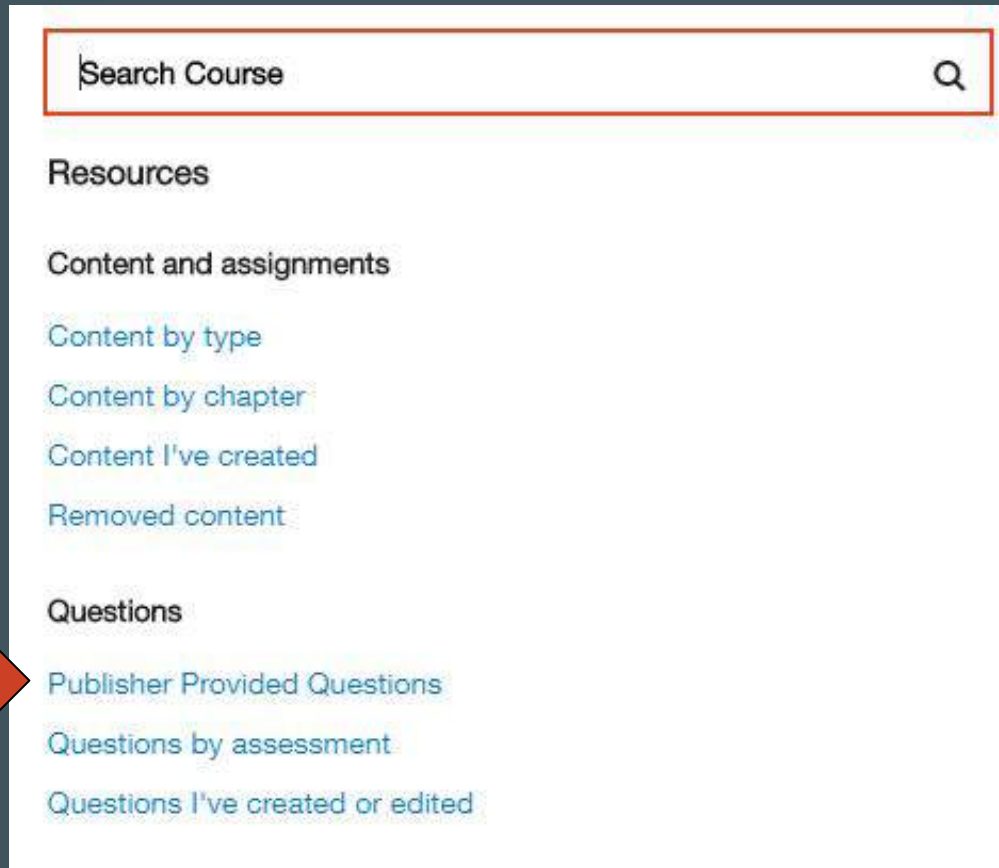 Search Course
Resources
Content and assignments
Content by type
Content by chapter
Content I've created
Removed content
Questions
Publisher Provided Questions
Questions by assessment
Questions I've created or edited